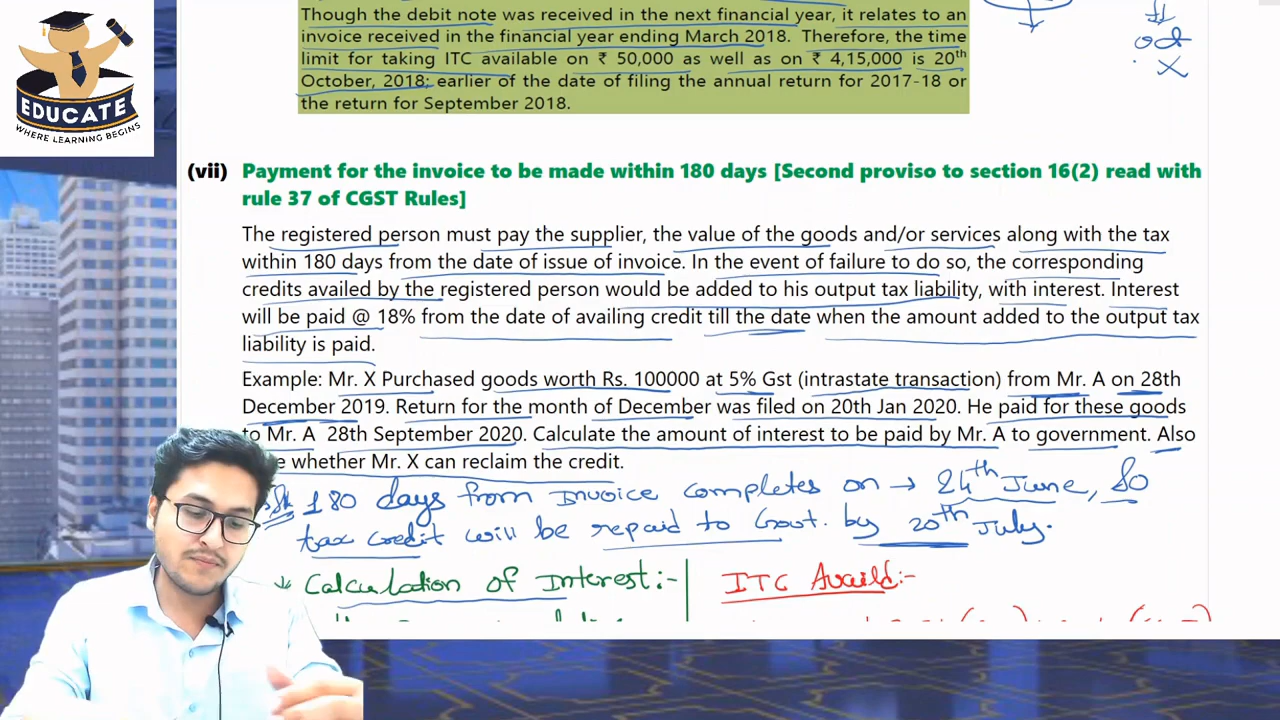 Though the debit note was received in the next financial year, it relates to an
invoice received in the financial year ending March 2018. Therefore, the time
limit for taking ITC available on ₹ 50,000 as well as on ₹ 4,15,000 is 20th
October, 2018; earlier of the date of filing the annual return for 2017-18 or
the return for September 2018.
EDUCATE
WHERE LEARNING BEGINS
(vii) Payment for the invoice to be made within 180 days [Second proviso to section 16(2) read with
rule 37 of CGST Rules]
The registered person must pay the supplier, the value of the goods and/or services along with the tax
within 180 days from the date of issue of invoice. In the event of failure to do so, the corresponding
credits availed by the registered person would be added to his output tax liability, with interest. Interest
will be paid @ 18% from the date of availing credit till the date when the amount added to the output tax
liability is paid.
Example: Mr. X Purchased goods worth Rs. 100000 at 5% Gst (intrastate transaction) from Mr. A on 28th
December 2019. Return for the month of December was filed on 20th Jan 2020. He paid for these goods
to Mr. A 28th September 2020. Calculate the amount of interest to be paid by Mr. A to government. Also
whether Mr. X can reclaim the credit.
180 days from Invoice completes on → 24th June, So
tax credit will be repaid to Govt. by 20th July.
Calculation of Interest:-
ITC Availd:-